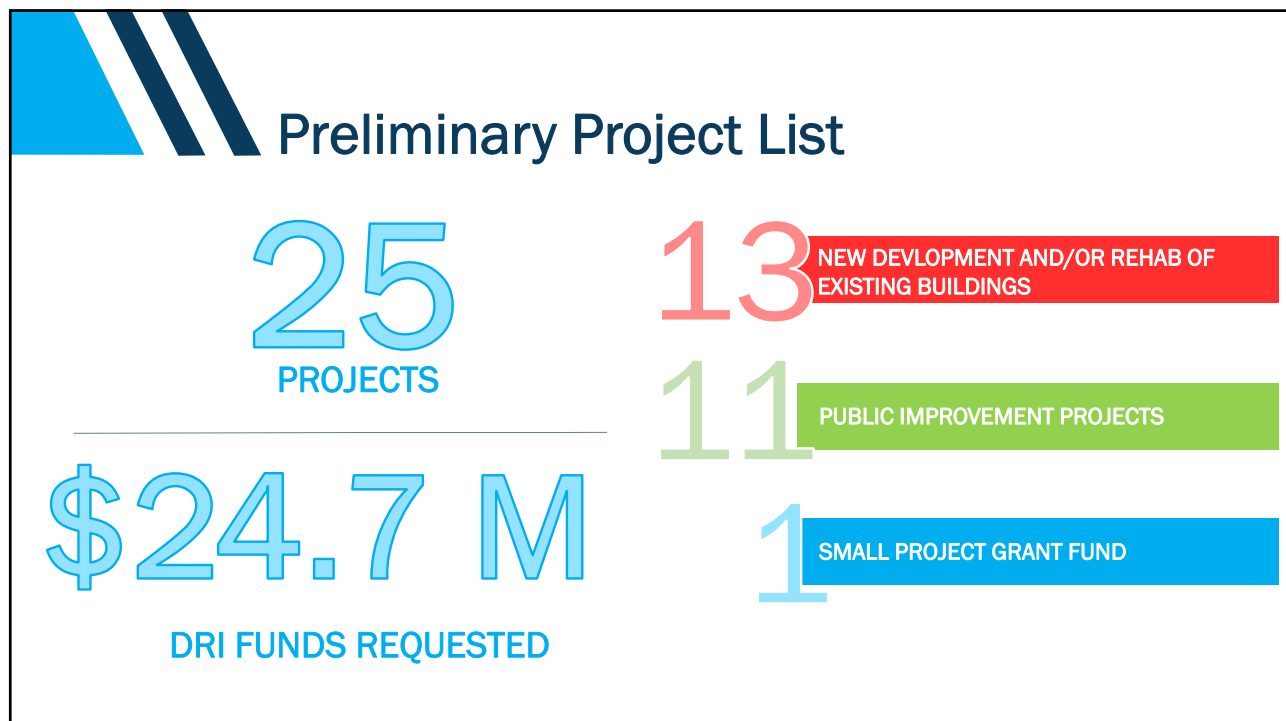 Preliminary Project List
25
PROJECTS
$24.7 M
DRI FUNDS REQUESTED
13
NEW DEVLOPMENT AND/OR REHAB OF
EXISTING BUILDINGS
11
PUBLIC IMPROVEMENT PROJECTS
1
SMALL PROJECT GRANT FUND